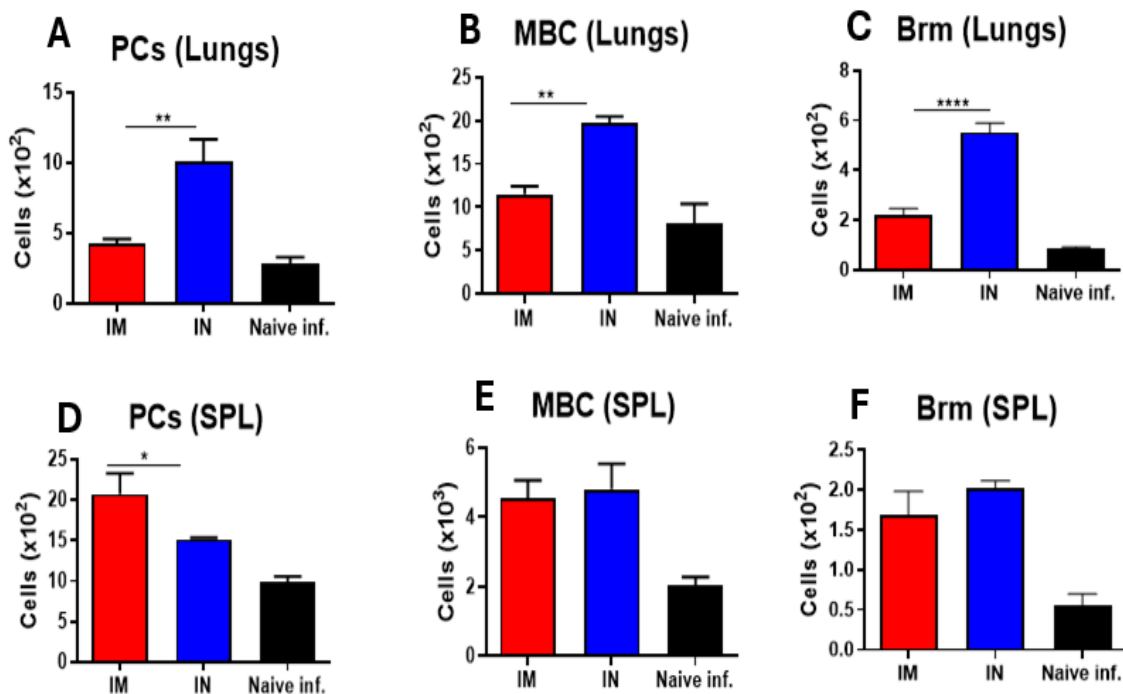 A
PCs (Lungs)
Cells (x10²)
15
10
5
0
**
IM
IN
Naive inf.
B
MBC (Lungs)
Cells (x10²)
25
20
15
10
5
0
**
IM
IN
Naive inf.
C
Brm (Lungs)
Cells (x10²)
8
6
4
2
0
****
IM
IN
Naive inf.
D
PCs (SPL)
Cells (x10²)
25
20
15
10
5
0
*
IM
IN
Naive inf.
E
MBC (SPL)
Cells (x10³)
6
4
2
0
IM
IN
Naive inf.
F
Brm (SPL)
Cells (x10²)
2.5
2.0
1.5
1.0
0.5
0.0
IM
IN
Naive inf.